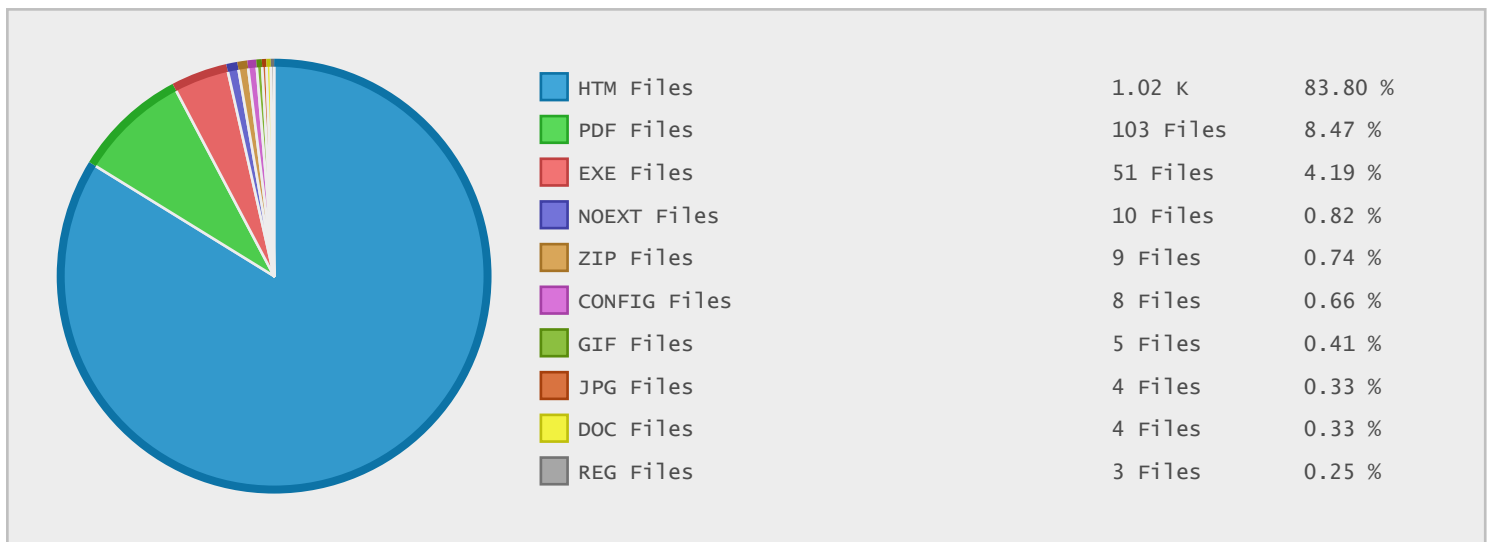 HTM Files 1.02 K 83.80 %
PDF Files 103 Files 8.47 %
EXE Files 51 Files 4.19 %
NOEXT Files 10 Files 0.82 %
ZIP Files 9 Files 0.74 %
CONFIG Files 8 Files 0.66 %
GIF Files 5 Files 0.41 %
JPG Files 4 Files 0.33 %
DOC Files 4 Files 0.33 %
REG Files 3 Files 0.25 %